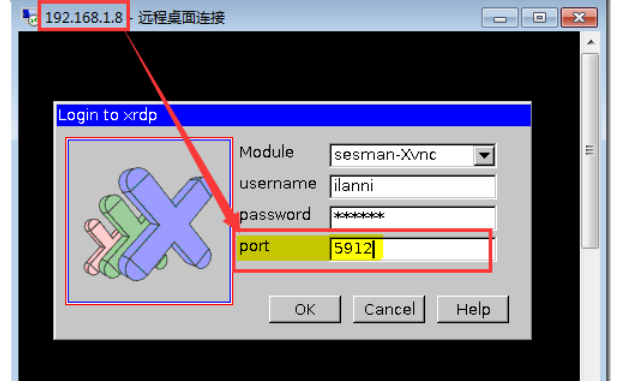 192.168.1.8 - 远程桌面连接
Login to xrdp
Module sesman-Xvnc
username ilanni
password ******
port 5912
OK Cancel Help